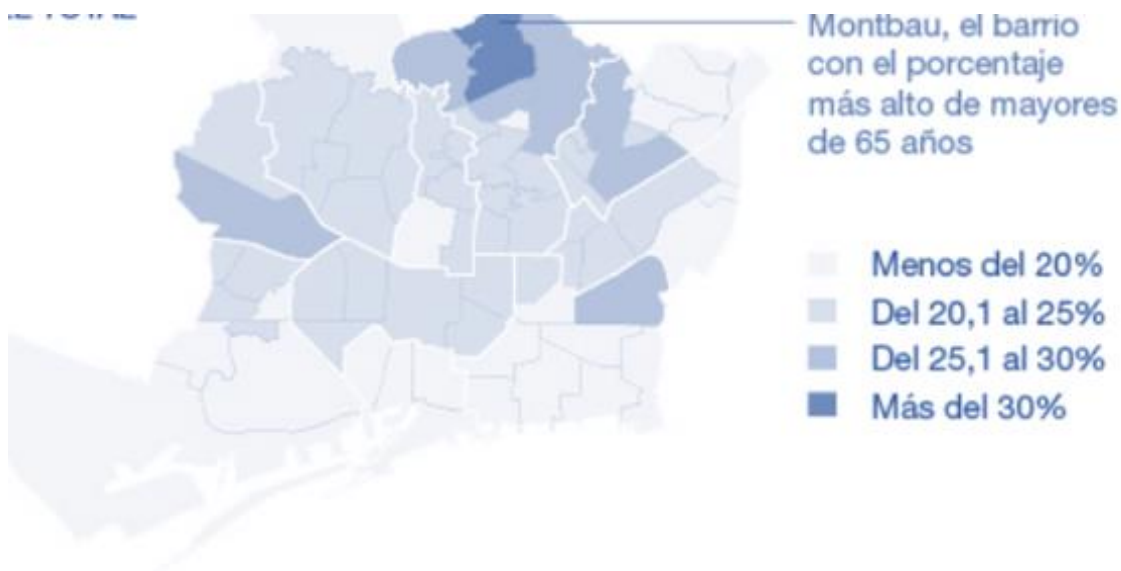 Montbau, el barrio
con el porcentaje
más alto de mayores
de 65 años
Menos del 20%
Del 20,1 al 25%
Del 25,1 al 30%
Más del 30%